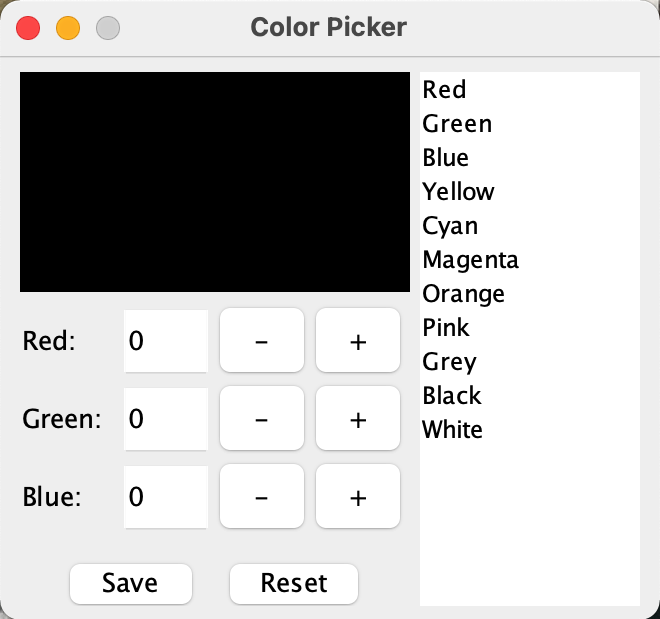 Color Picker
Red
Green
Blue
Yellow
Cyan
Magenta
Orange
Pink
Grey
Black
White
Red: 0 - +
Green: 0 - +
Blue: 0 - +
Save Reset